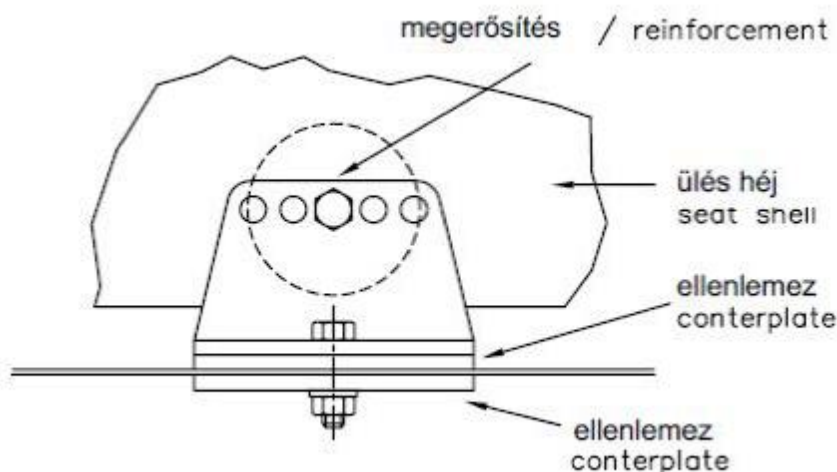 megerősítés / reinforcement
ülés héj
seat shell
ellenlemez
conterplate
ellenlemez
conterplate